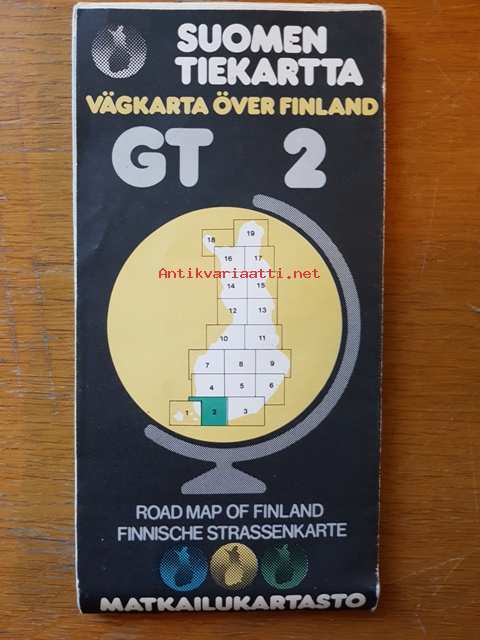 SUOMEN
TIEKARTTA
VÄGKARTA ÖVER FINLAND
GT 2
19
18
16 17
Antikvariaatti.net
14 15
12 13
10 11
7 8 9
4 5 6
1 2 3
ROAD MAP OF FINLAND
FINNISCHE STRASSENKARTE
MATKAILUKARTASTO